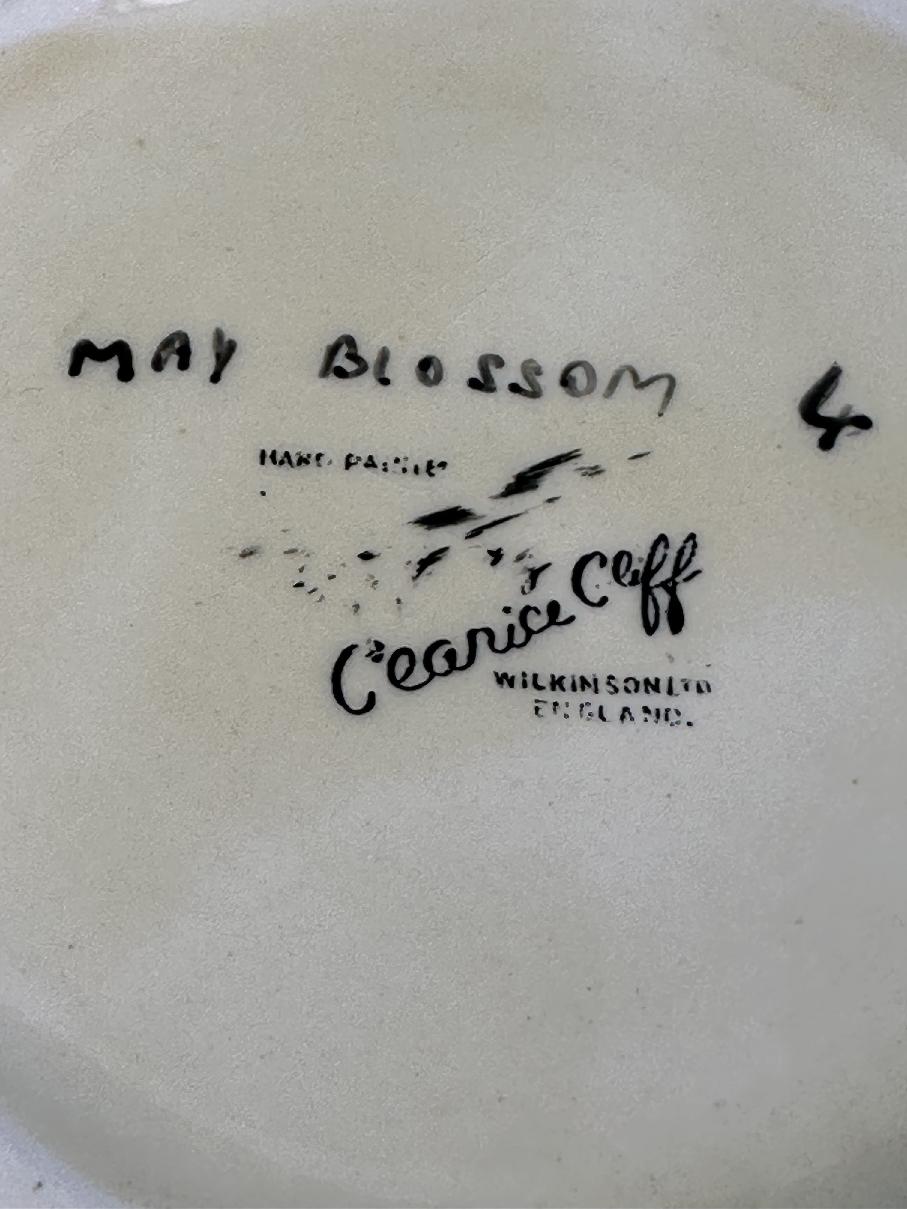 MAY BLOSSOM 4
HAND PAINTED
Clarice Cliff
WILKINSON LTD
ENGLAND.